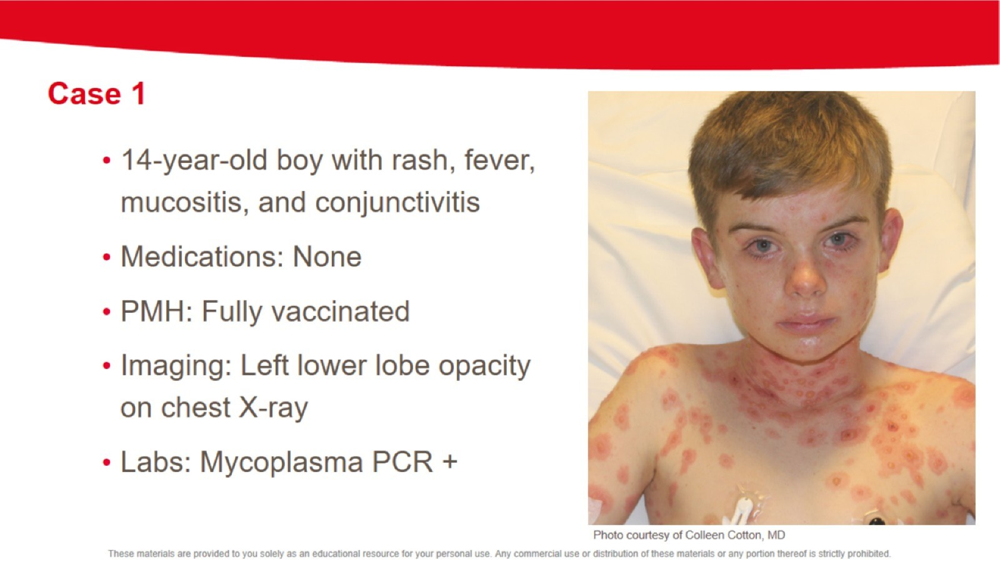 Case 1
• 14-year-old boy with rash, fever,
mucositis, and conjunctivitis
• Medications: None
• PMH: Fully vaccinated
• Imaging: Left lower lobe opacity
on chest X-ray
• Labs: Mycoplasma PCR +
Photo courtesy of Colleen Cotton, MD
These materials are provided to you solely as an educational resource for your personal use. Any commercial use or distribution of these materials or any portion thereof is strictly prohibited.